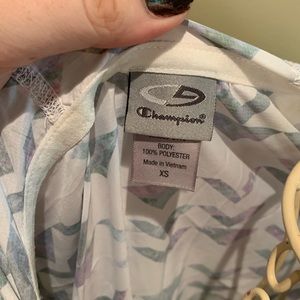 Champion®
BODY:
100% POLYESTER
Made in Vietnam
XS